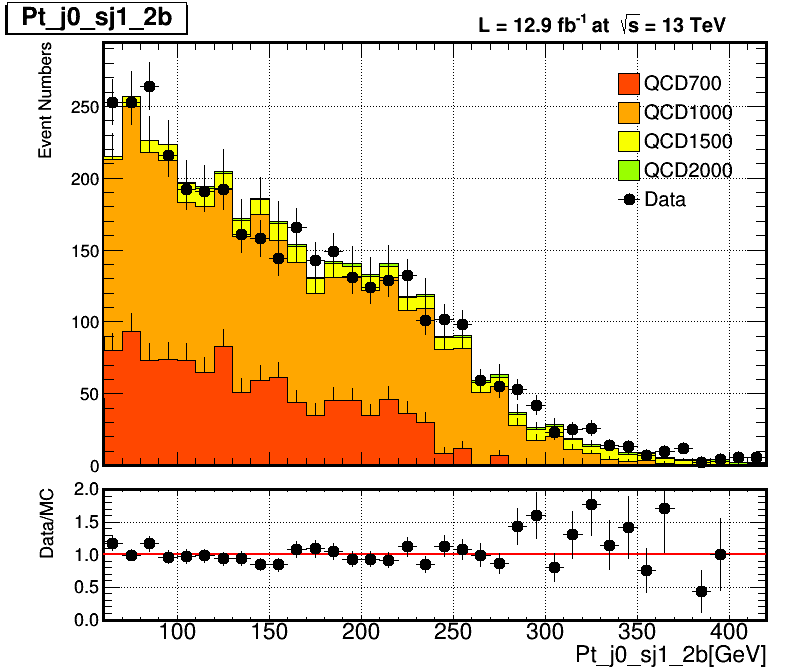 Pt_j0_sj1_2b
L = 12.9 fb-1 at √s = 13 TeV
Event Numbers
250
200
150
100
50
0
QCD700
QCD1000
QCD1500
QCD2000
Data
Data/MC
2.0
1.5
1.0
0.5
0.0
100 150 200 250 300 350 400
Pt_j0_sj1_2b[GeV]